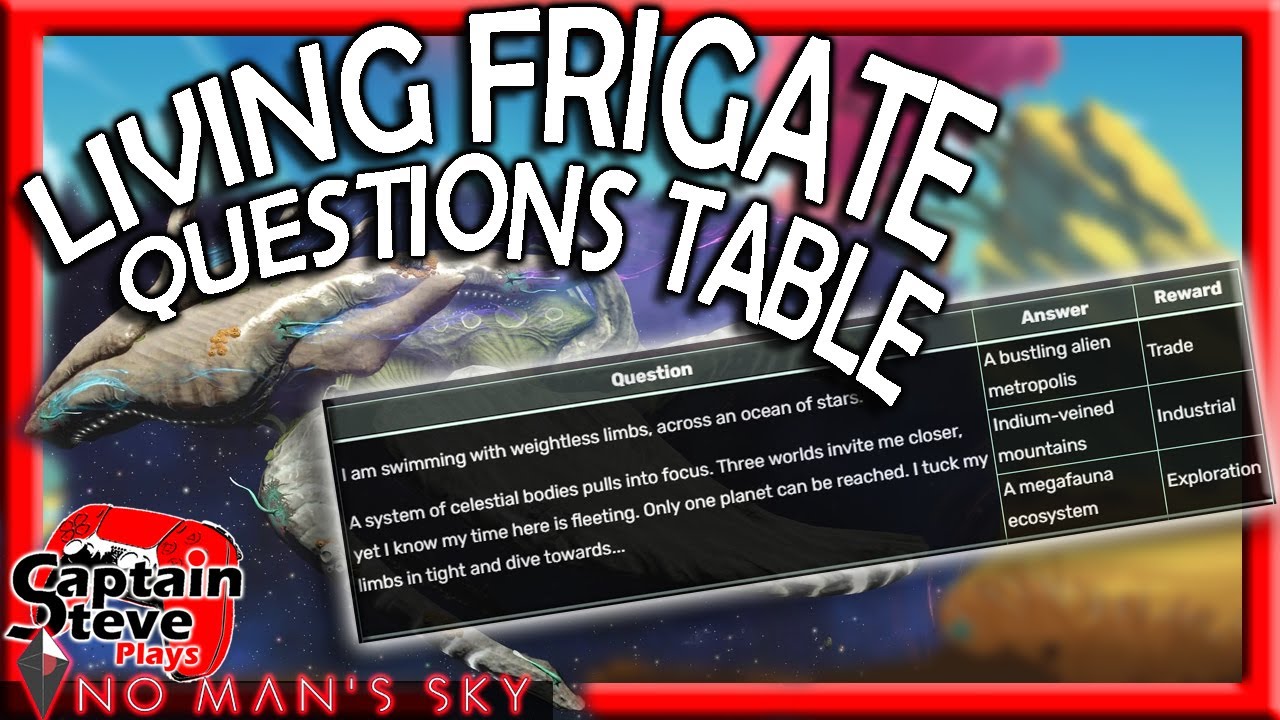 LIVING FRIGATE
QUESTIONS TABLE
Question
Answer
Reward
I am swimming with weightless limbs, across an ocean of stars.
A system of celestial bodies pulls into focus. Three worlds invite me closer,
yet I know my time here is fleeting. Only one planet can be reached. I tuck my
limbs in tight and dive towards...
A bustling alien
metropolis
Trade
Indium-veined
mountains
Industrial
A megafauna
ecosystem
Exploration
Captain
Steve
Plays
NO MAN'S SKY